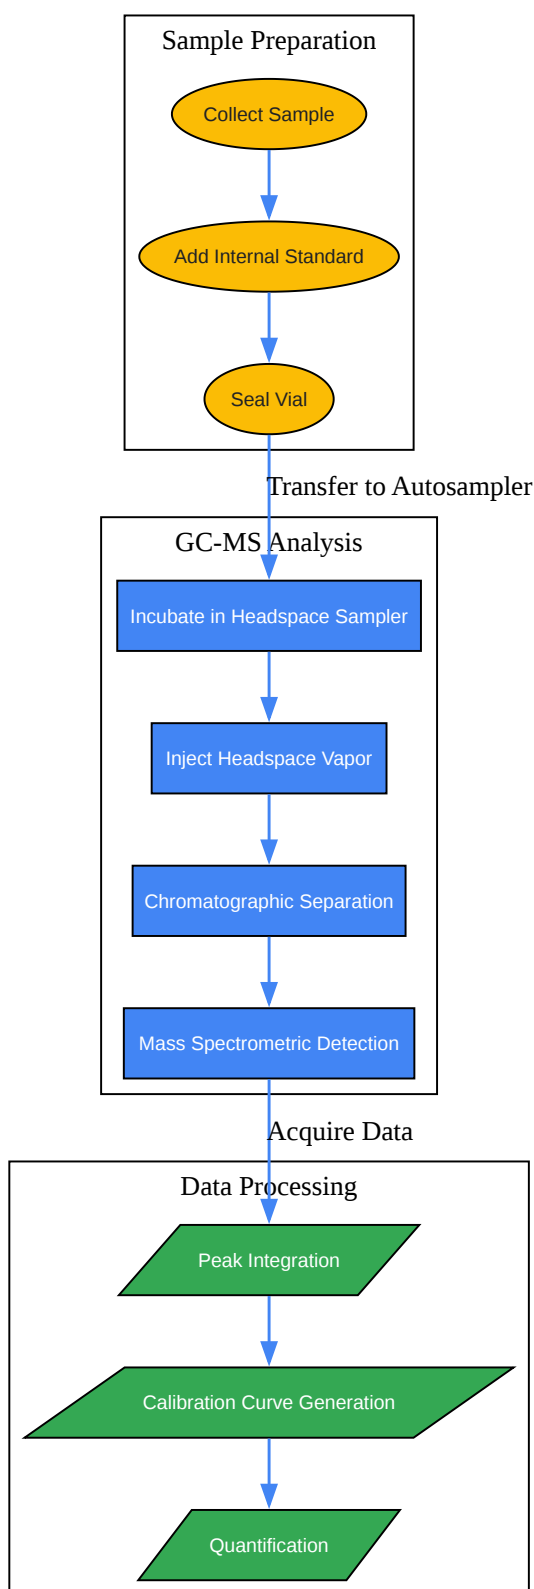 Sample Preparation
Collect Sample
Add Internal Standard
Seal Vial
Transfer to Autosampler
GC-MS Analysis
Incubate in Headspace Sampler
Inject Headspace Vapor
Chromatographic Separation
Mass Spectrometric Detection
Acquire Data
Data Processing
Peak Integration
Calibration Curve Generation
Quantification